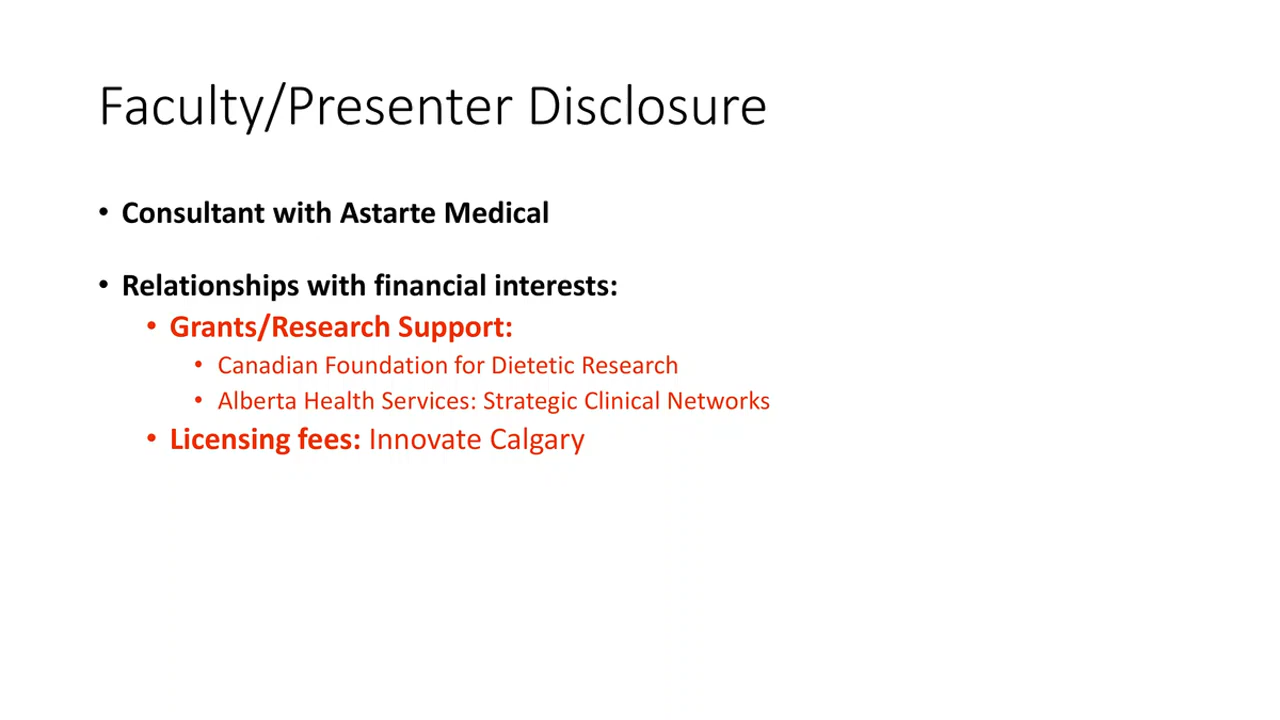 Faculty/Presenter Disclosure
• Consultant with Astarte Medical
• Relationships with financial interests:
• Grants/Research Support:
• Canadian Foundation for Dietetic Research
• Alberta Health Services: Strategic Clinical Networks
• Licensing fees: Innovate Calgary